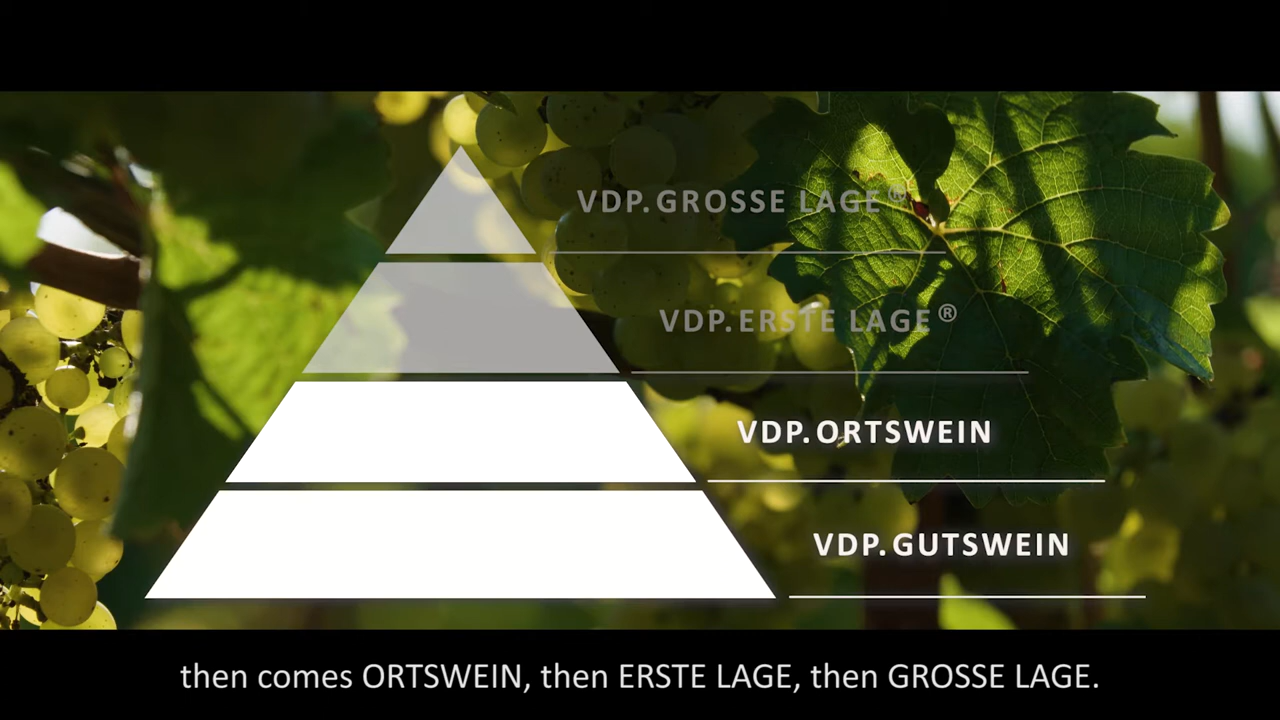 VDP.GROSSE LAGE®
VDP.ERSTE LAGE®
VDP.ORTSWEIN
VDP.GUTSWEIN
then comes ORTSWEIN, then ERSTE LAGE, then GROSSE LAGE.